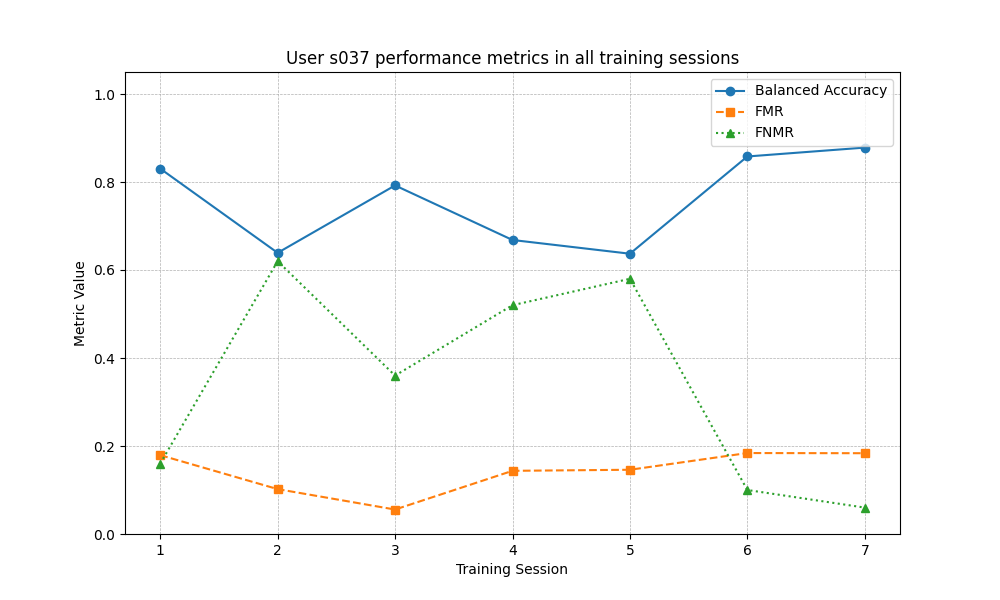 User s037 performance metrics in all training sessions
Balanced Accuracy
FMR
FNMR
1.0
0.8
0.6
0.4
0.2
0.0
Metric Value
1 2 3 4 5 6 7
Training Session